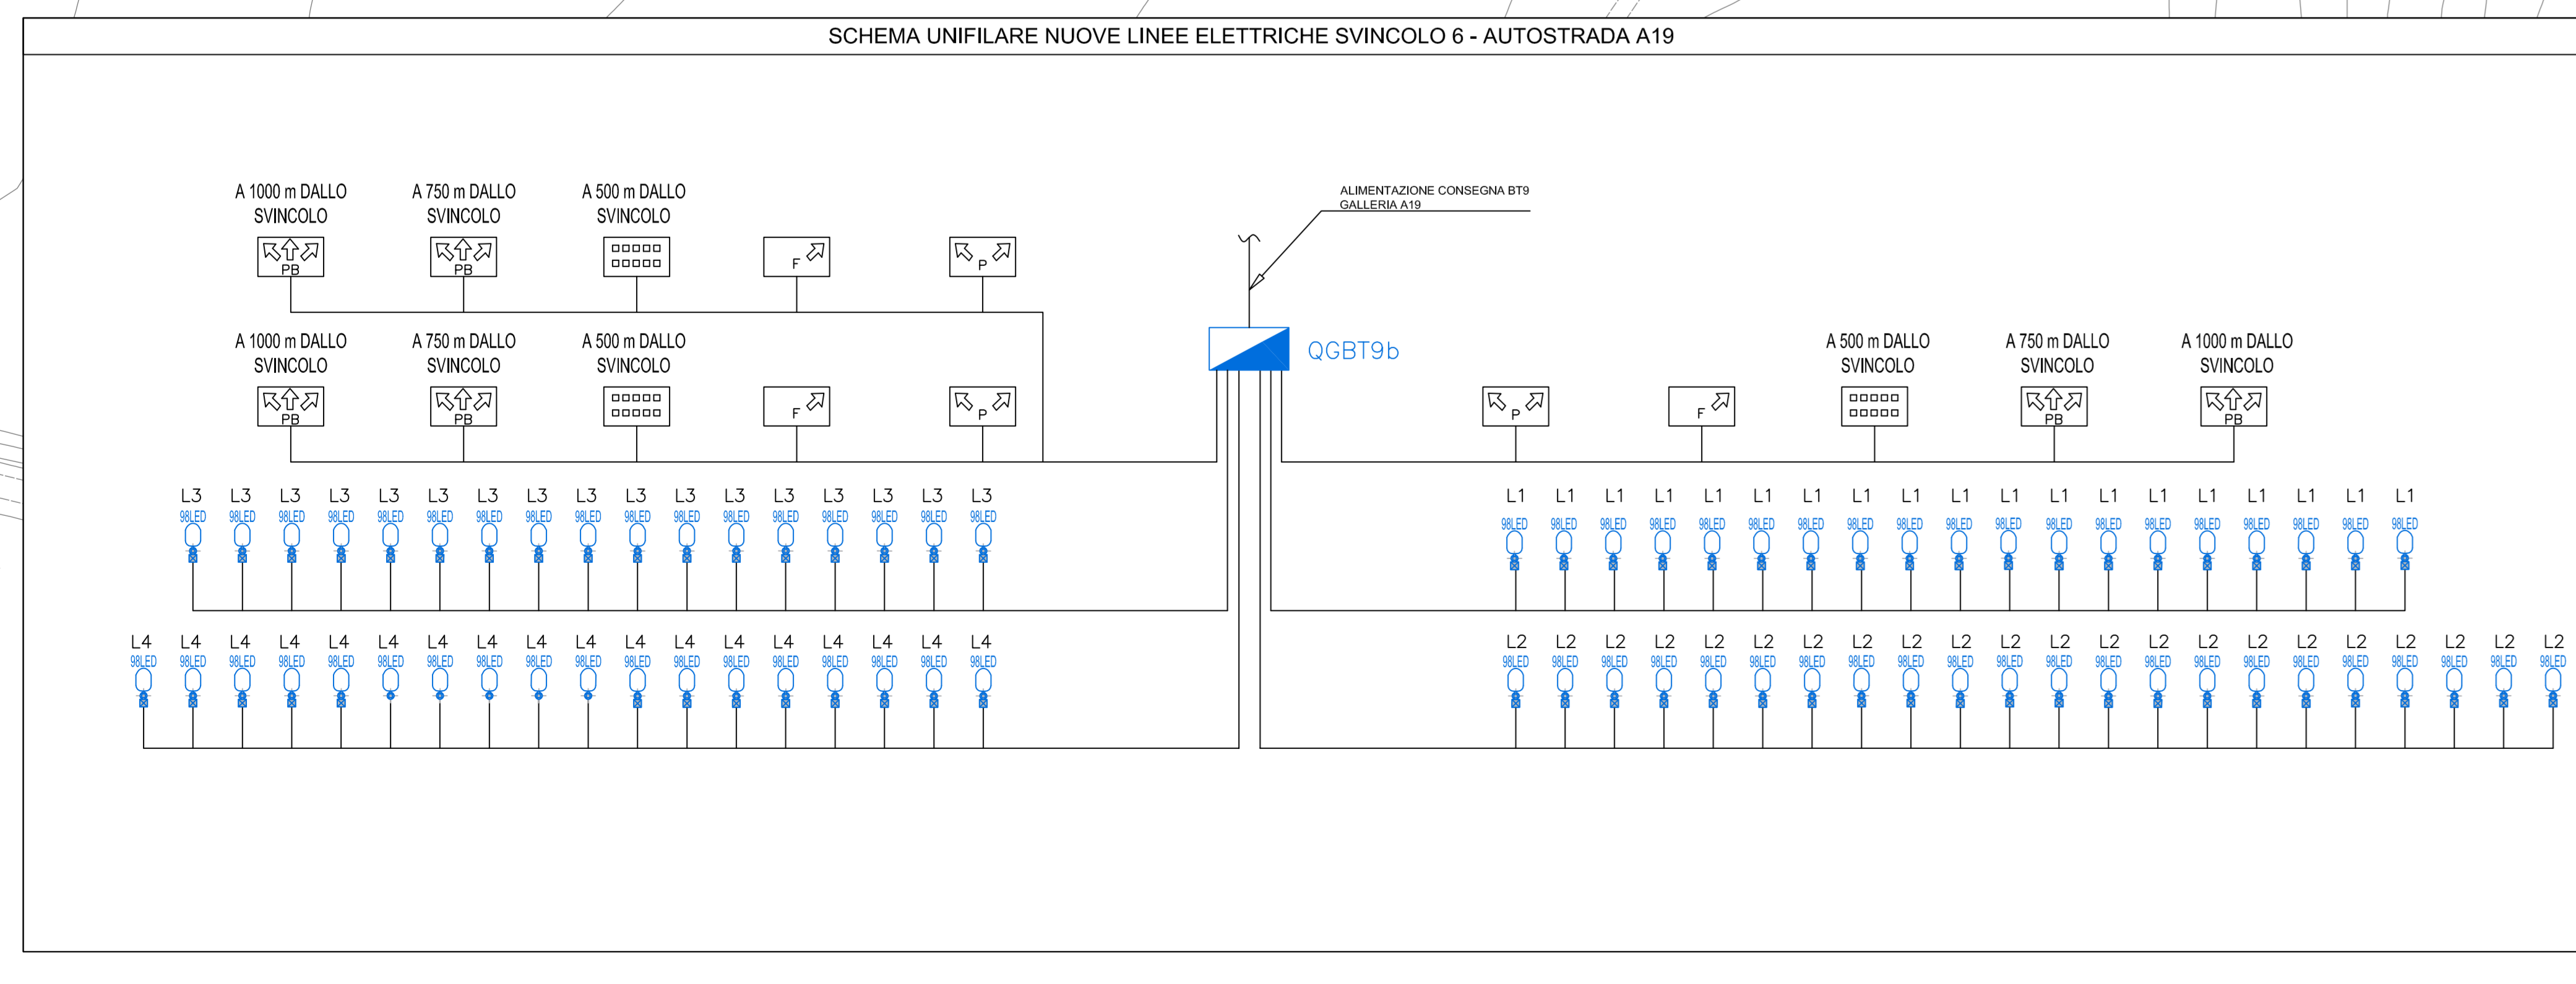 SCHEMA UNIFILARE NUOVE LINEE ELETTRICHE SVINCOLO 6 - AUTOSTRADA A19
A 1000 m DALLO
SVINCOLO
A 750 m DALLO
SVINCOLO
A 500 m DALLO
SVINCOLO
PB
PB
F
P
ALIMENTAZIONE CONSEGNA BT9
GALLERIA A19
QGBT9b
A 1000 m DALLO
SVINCOLO
A 750 m DALLO
SVINCOLO
A 500 m DALLO
SVINCOLO
PB
PB
F
P
A 500 m DALLO
SVINCOLO
A 750 m DALLO
SVINCOLO
A 1000 m DALLO
SVINCOLO
P
F
PB
PB
L3 L3 L3 L3 L3 L3 L3 L3 L3 L3 L3 L3 L3 L3 L3 L3 L3
98LED 98LED 98LED 98LED 98LED 98LED 98LED 98LED 98LED 98LED 98LED 98LED 98LED 98LED 98LED 98LED 98LED
L1 L1 L1 L1 L1 L1 L1 L1 L1 L1 L1 L1 L1 L1 L1 L1 L1 L1 L1
98LED 98LED 98LED 98LED 98LED 98LED 98LED 98LED 98LED 98LED 98LED 98LED 98LED 98LED 98LED 98LED 98LED 98LED 98LED
L4 L4 L4 L4 L4 L4 L4 L4 L4 L4 L4 L4 L4 L4 L4 L4 L4 L4
98LED 98LED 98LED 98LED 98LED 98LED 98LED 98LED 98LED 98LED 98LED 98LED 98LED 98LED 98LED 98LED 98LED 98LED
L2 L2 L2 L2 L2 L2 L2 L2 L2 L2 L2 L2 L2 L2 L2 L2 L2 L2 L2 L2 L2 L2
98LED 98LED 98LED 98LED 98LED 98LED 98LED 98LED 98LED 98LED 98LED 98LED 98LED 98LED 98LED 98LED 98LED 98LED 98LED 98LED 98LED 98LED